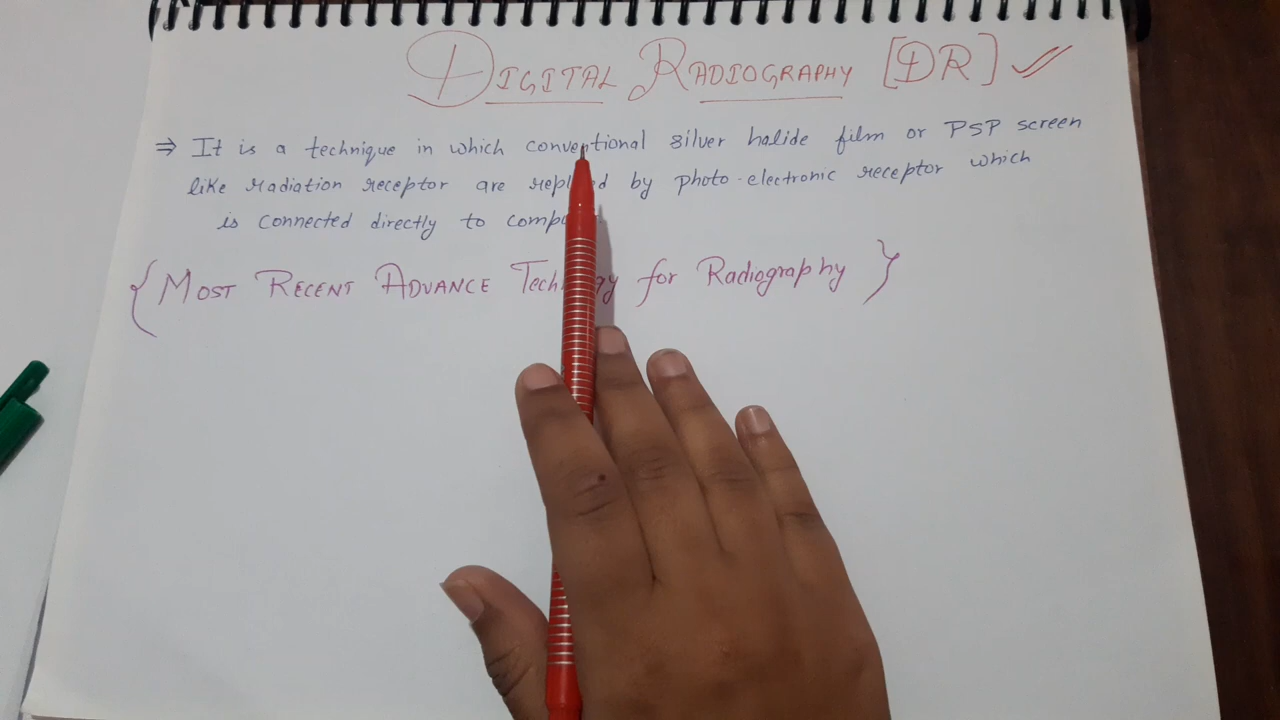 DIGITAL RADIOGRAPHY [DR]
⇒ It is a technique in which conventional silver halide film or PSP screen
like radiation receptor are by photo-electronic receptor which
is connected directly to
{ MOST RECENT ADVANCE for Radiography }